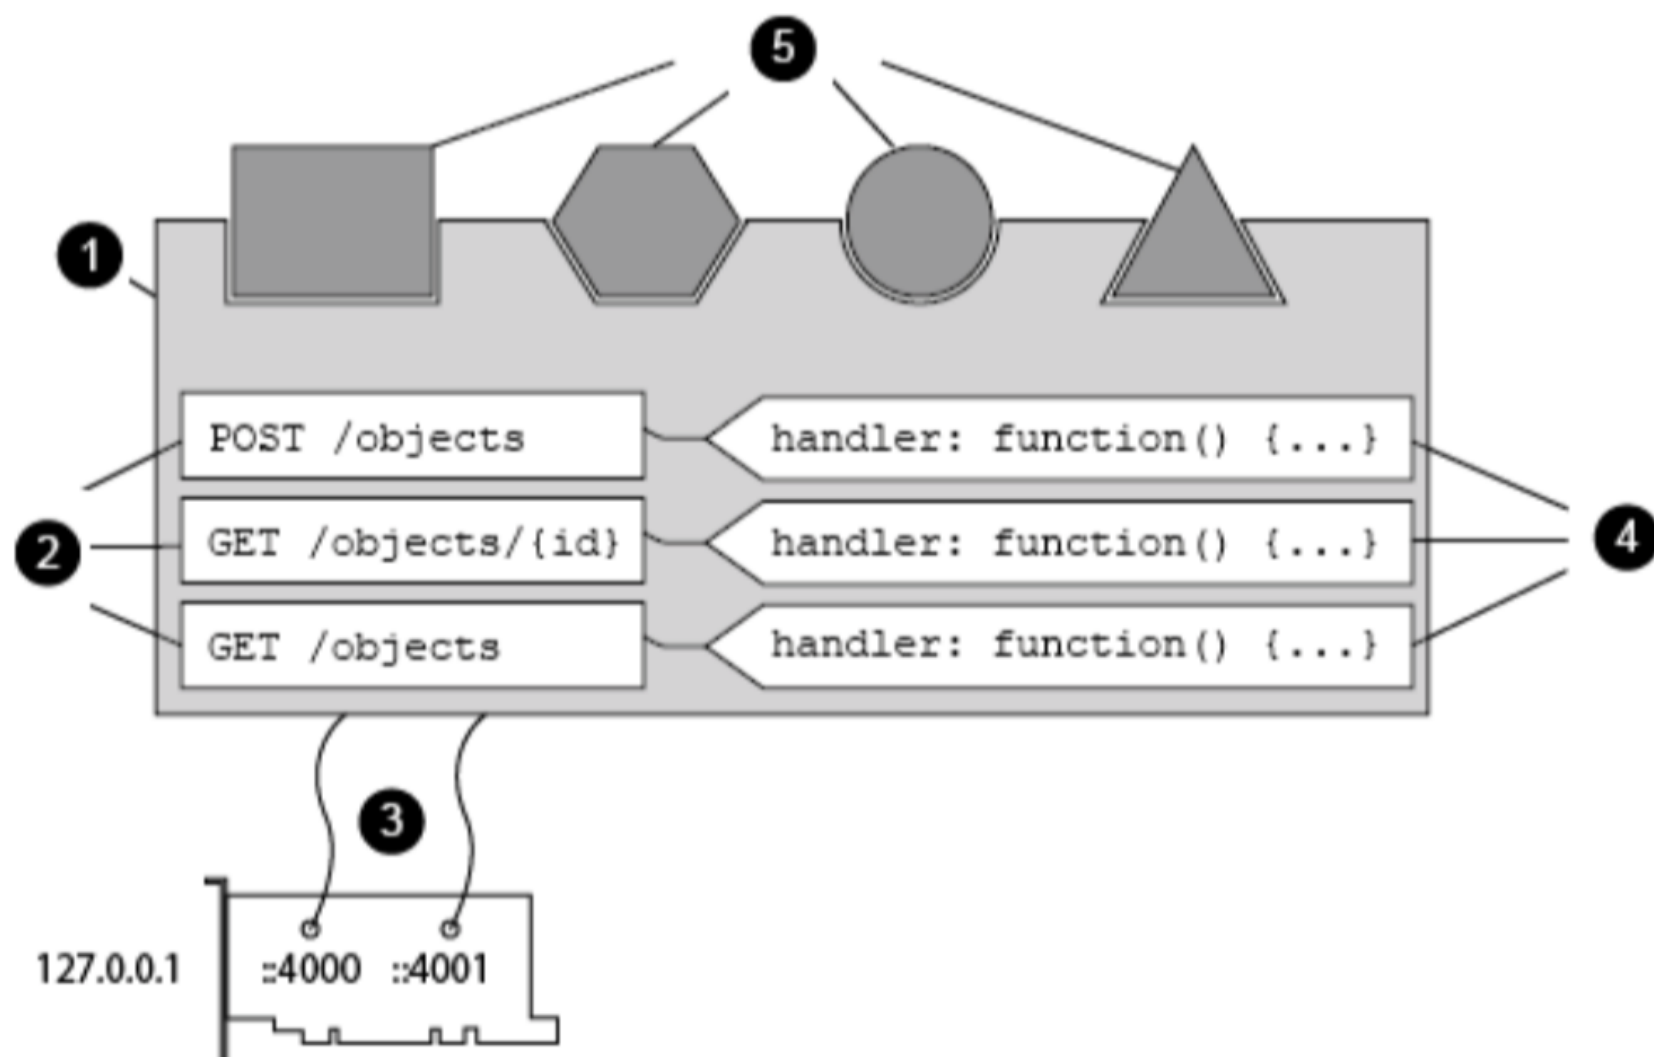 5
1
POST /objects handler: function() {...}
2 GET /objects/{id} handler: function() {...} 4
GET /objects handler: function() {...}
3
127.0.0.1 ::4000 ::4001